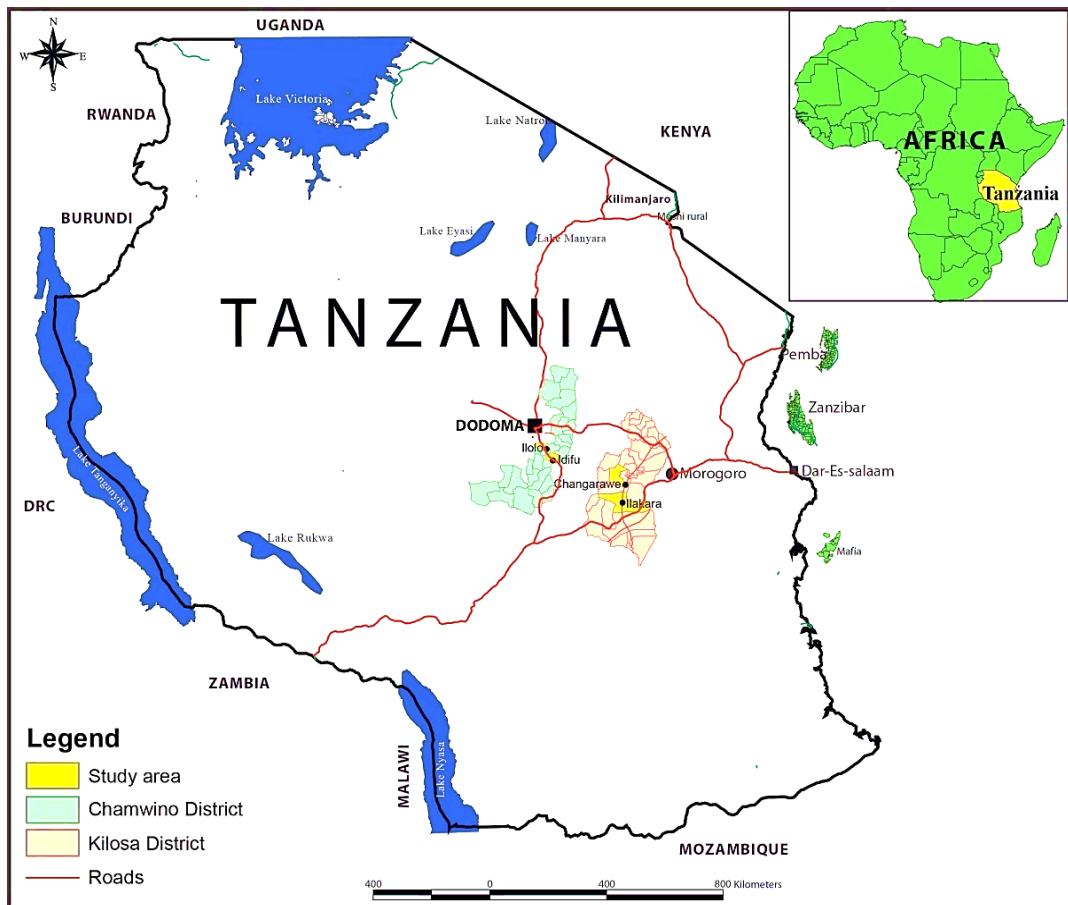 N
W
E
S
UGANDA
Lake Victoria
RWANDA
Lake Natron
KENYA
AFRICA
Tanzania
Kilimanjaro
Moshi rural
BURUNDI
Lake Eyasi
Lake Manyara
TANZANIA
Pemba
Zanzibar
DODOMA
Ilolo
Idifu
Changarawe
Morogoro
Dar-Es-salaam
Ilakara
Lake Tanganyika
DRC
Lake Rukwa
Mafia
ZAMBIA
MALAWI
Lake Nyasa
MOZAMBIQUE
Legend
Study area
Chamwino District
Kilosa District
Roads
400 0 400 800 Kilometers